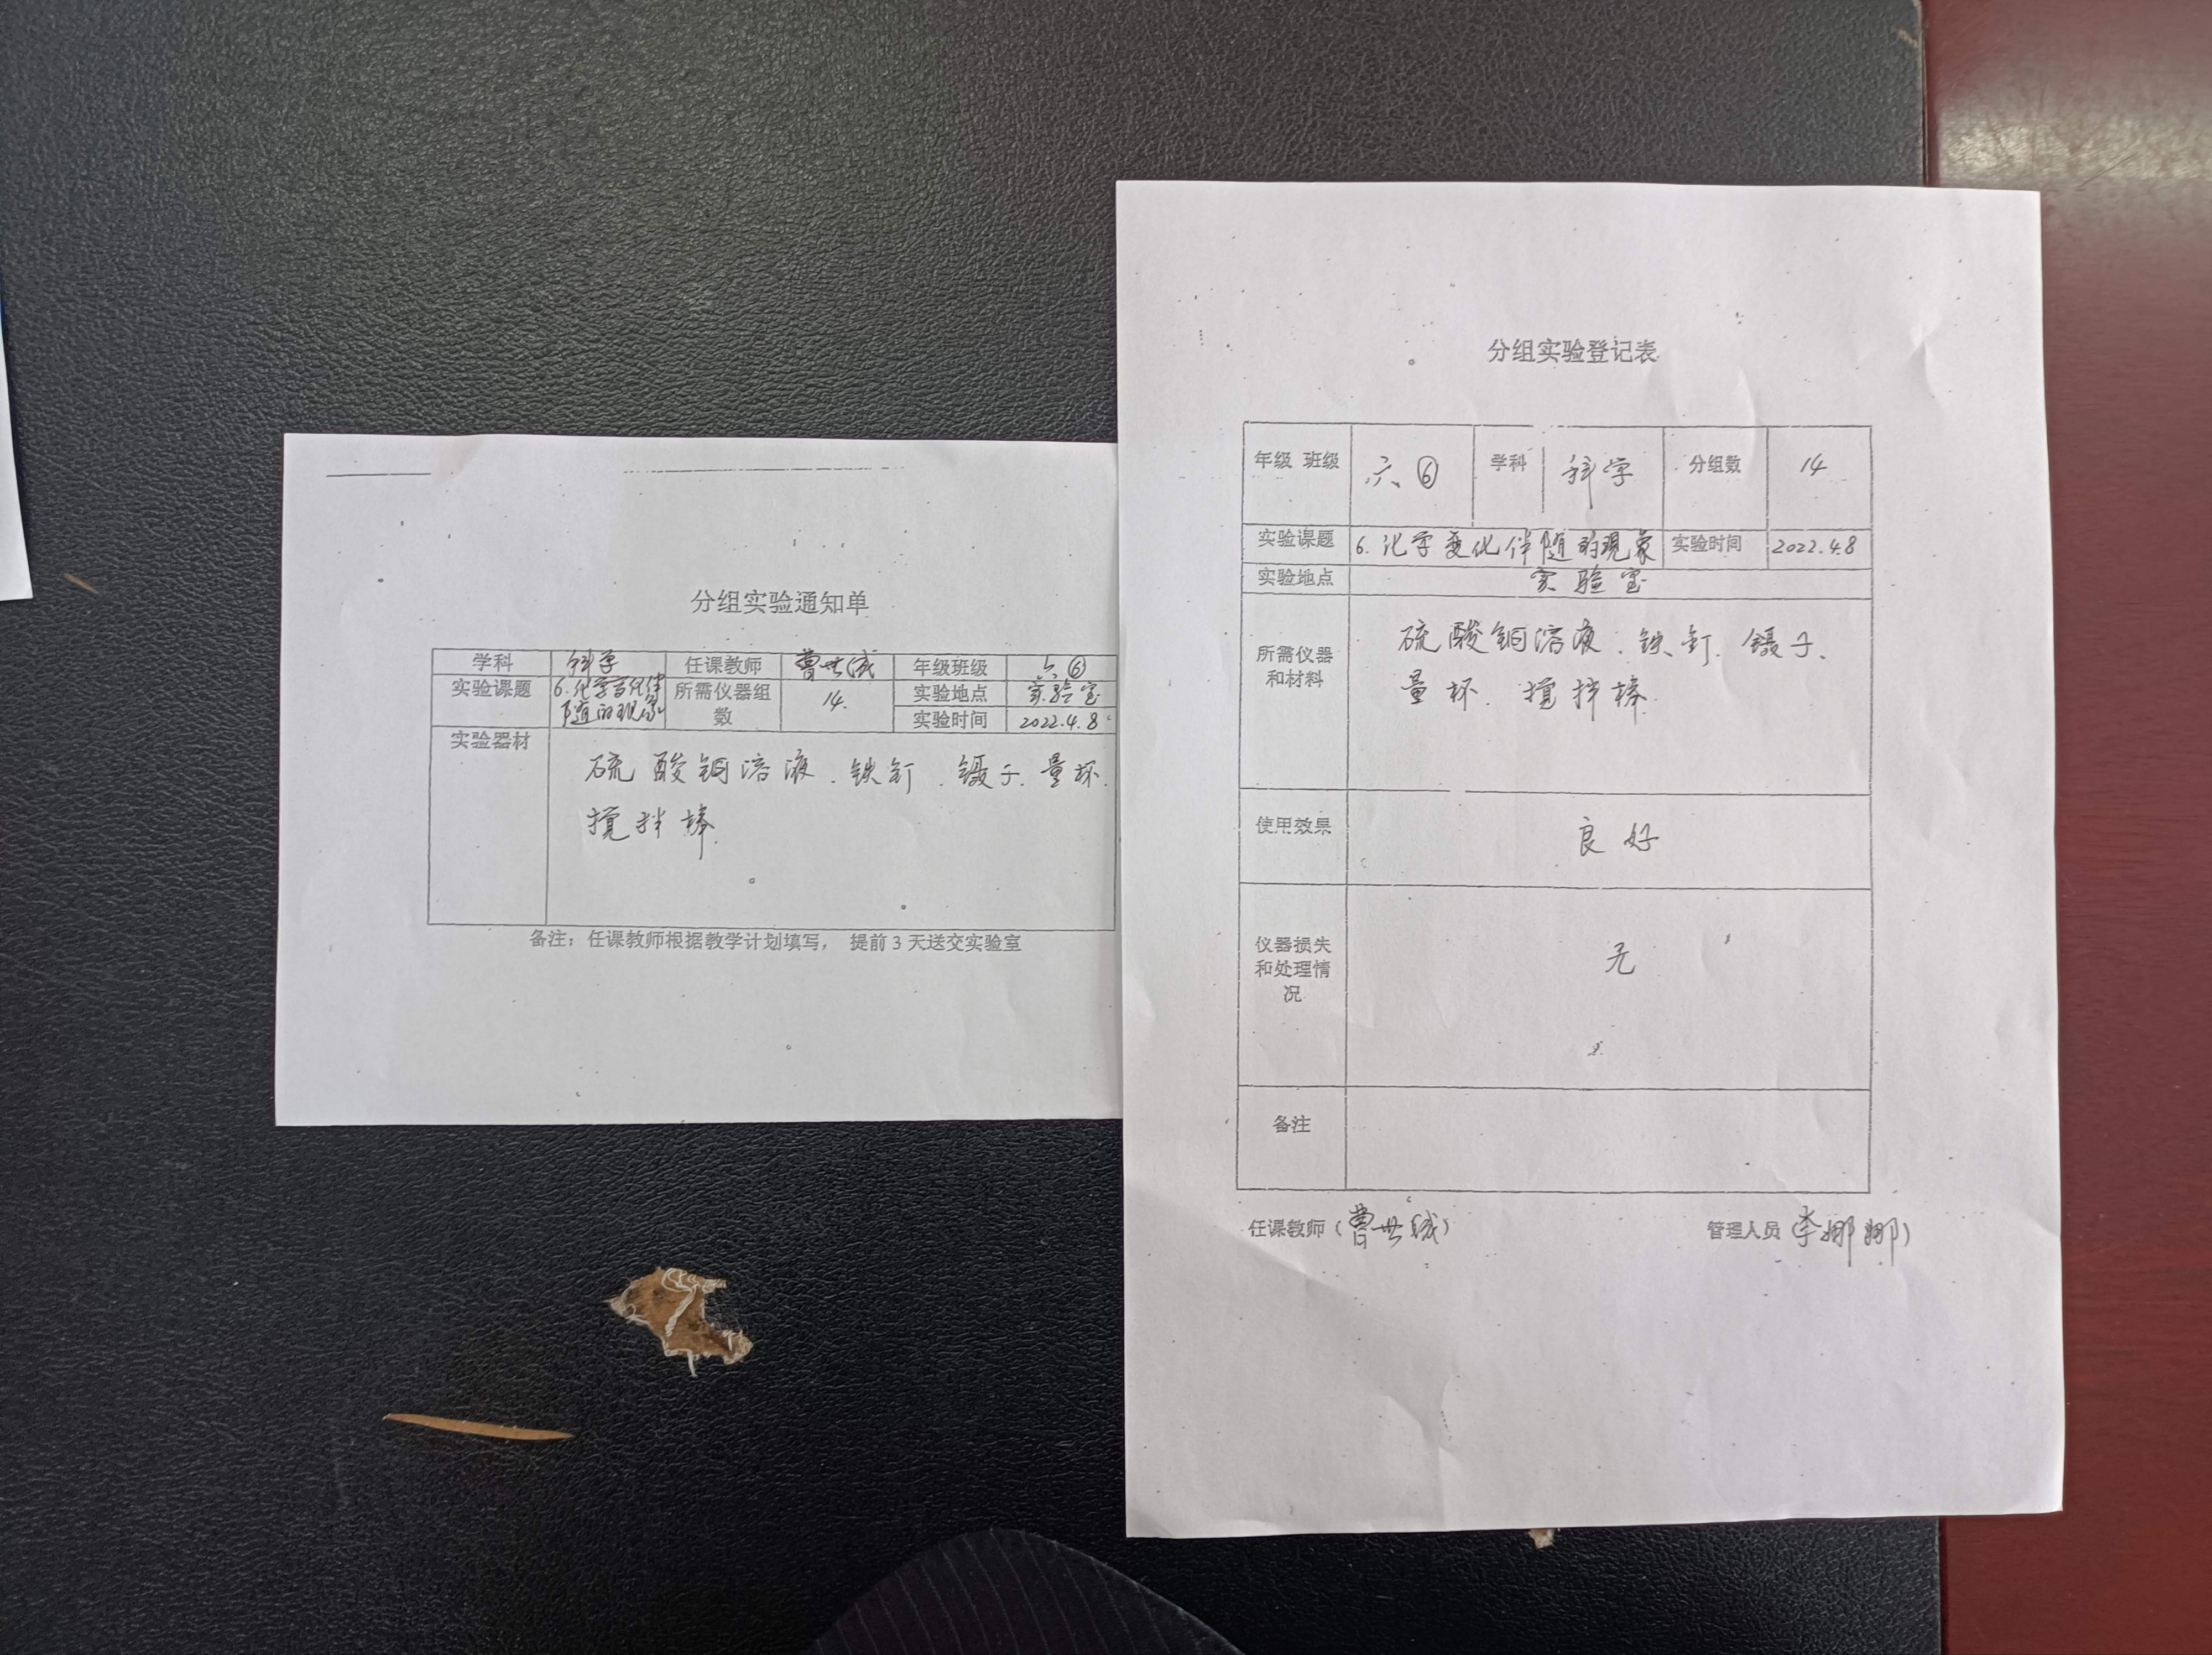 分组实验通知单
学科 科学 任课教师 曹世成 年级班级 六⑥
实验课题 6.化学变化伴随的现象 所需仪器组数 14. 实验地点 实验室
实验时间 2022.4.8
实验器材 硫酸铜溶液.铁钉.镊子.量杯.
搅拌棒.
备注：任课教师根据教学计划填写， 提前3天送交实验室
分组实验登记表
年级 班级 六、⑥ 学科 科学 分组数 14
实验课题 6.化学变化伴随的现象 实验时间 2022.4.8
实验地点 实验室
所需仪器和材料 硫酸铜溶液.铁钉.镊子、
量杯.搅拌棒.
使用效果 良好
仪器损失和处理情况 无
备注
任课教师（曹世成） 管理人员（李娜娜）